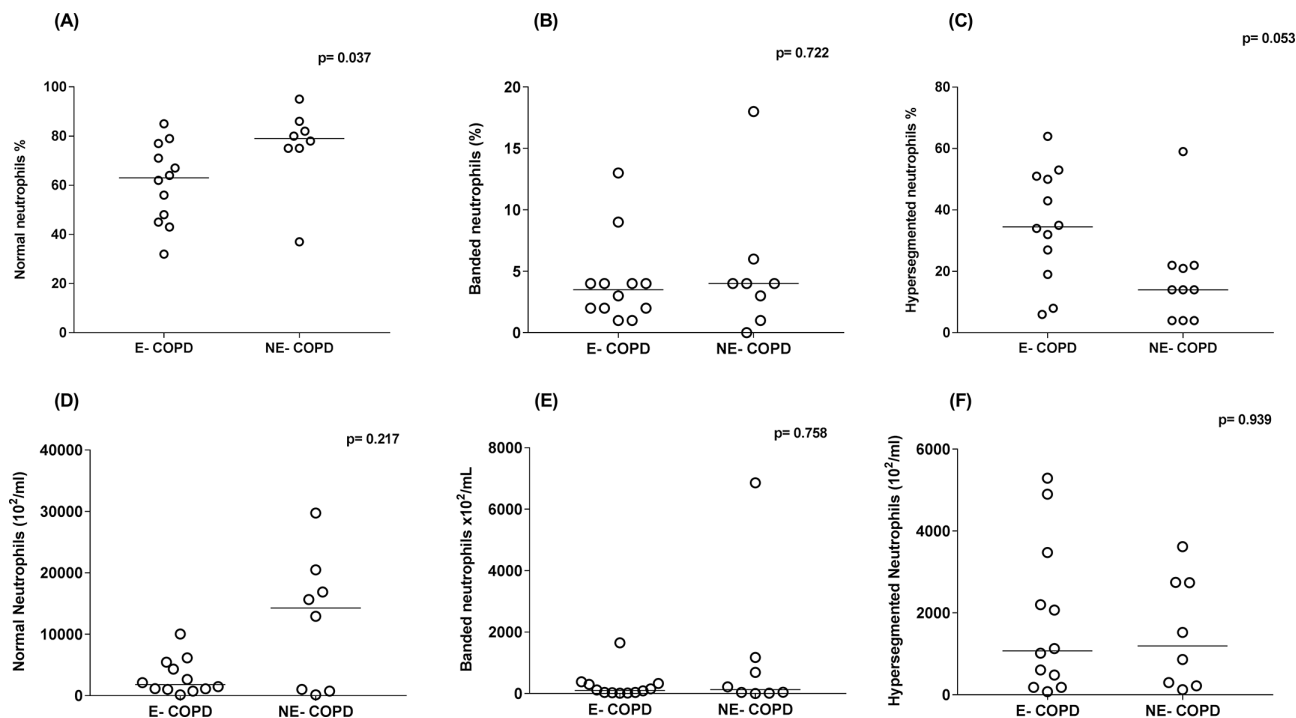 (A)
p= 0.037
Normal neutrophils %
100
80
60
40
20
0
E- COPD
NE- COPD
(B)
p= 0.722
Banded neutrophils (%)
20
15
10
5
0
E- COPD
NE- COPD
(C)
p= 0.053
Hypersegmented neutrophils %
80
60
40
20
0
E- COPD
NE- COPD
(D)
p= 0.217
Normal Neutrophils (10²/ml)
40000
30000
20000
10000
0
E- COPD
NE- COPD
(E)
p= 0.758
Banded neutrophils x10²/mL
8000
6000
4000
2000
0
E- COPD
NE- COPD
(F)
p= 0.939
Hypersegmented Neutrophils (10²/ml)
6000
4000
2000
0
E- COPD
NE- COPD